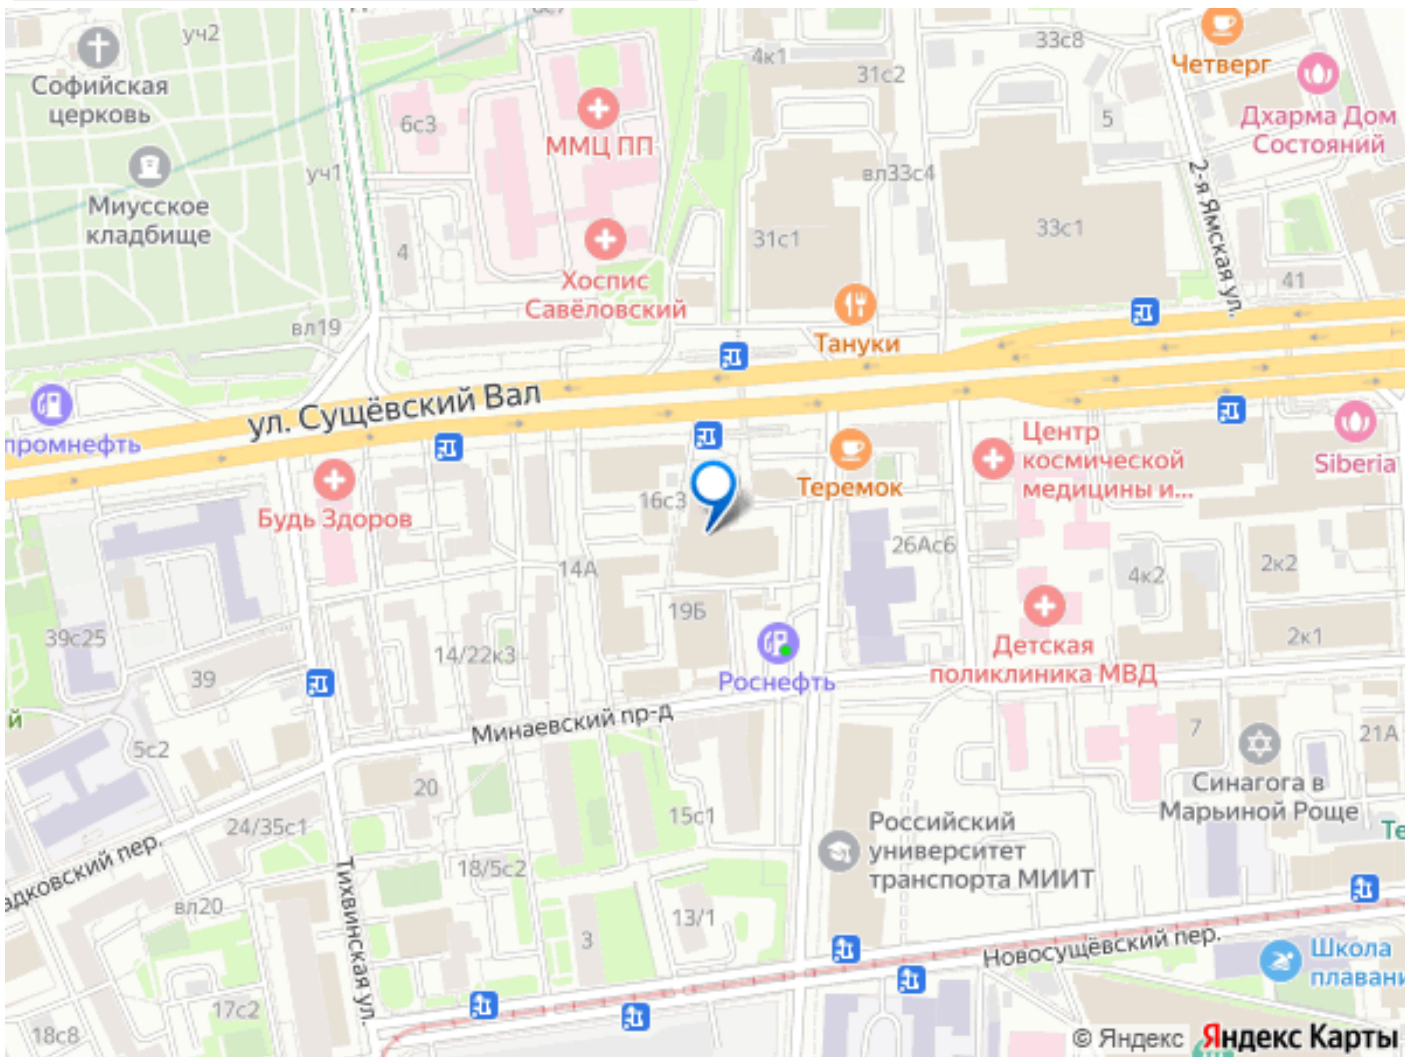 уч2
4к1
31с2
33с8
Четверг
Софийская
церковь
6с3
ММЦ ПП
5
Дхарма Дом
Состояний
уч1
вл33с4
2-я Ямская ул.
Миусское
кладбище
4
31с1
33с1
Хоспис
Савёловский
41
вл19
Тануки
ул. Сущёвский Вал
промнефть
Центр
космической
медицины и...
Siberia
Будь Здоров
16с3
Теремок
14А
26Ас6
4к2
2к2
39с25
19Б
2к1
14/22к3
39
Роснефть
Детская
поликлиника МВД
й
Минаевский пр-д
5с2
7
21А
20
Синагога в
Марьиной Роще
24/35с1
15с1
Российский
университет
транспорта МИИТ
Те
адковский пер.
18/5с2
Тихвинская ул.
вл20
13/1
3
Новосущёвский пер.
Школа
плавани
17с2
18с8
© Яндекс Яндекс Карты